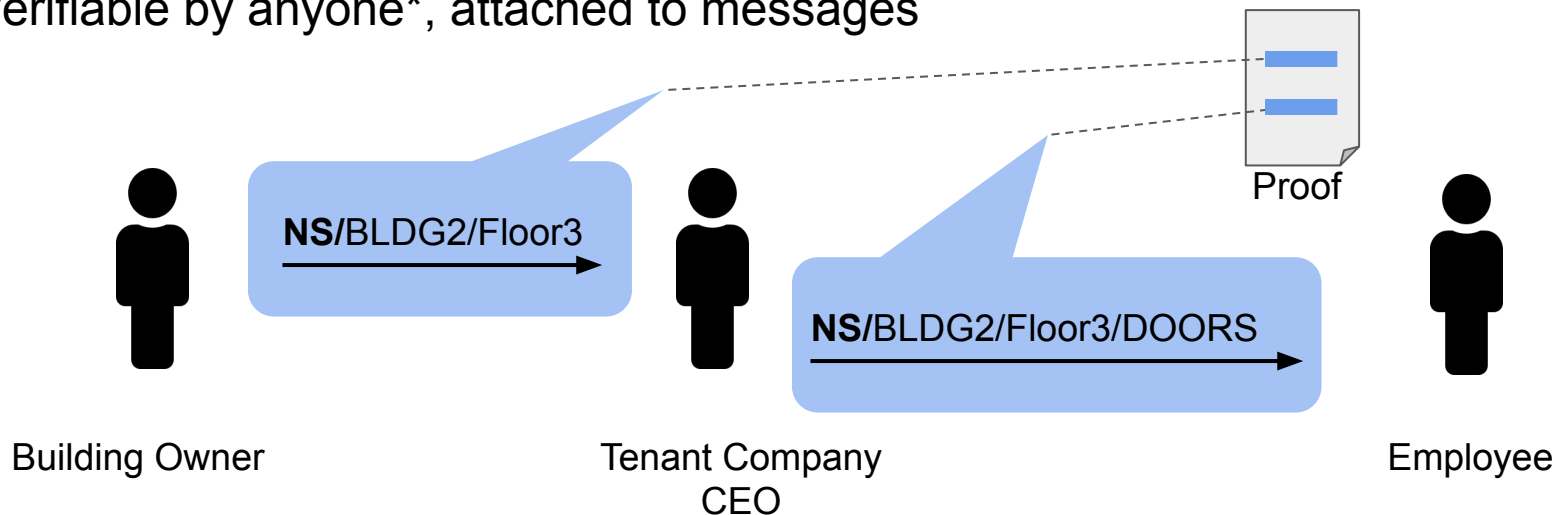 erifiable by anyone*, attached to messages
Proof
NS/BLDG2/Floor3
NS/BLDG2/Floor3/DOORS
Building Owner
Tenant Company
CEO
Employee